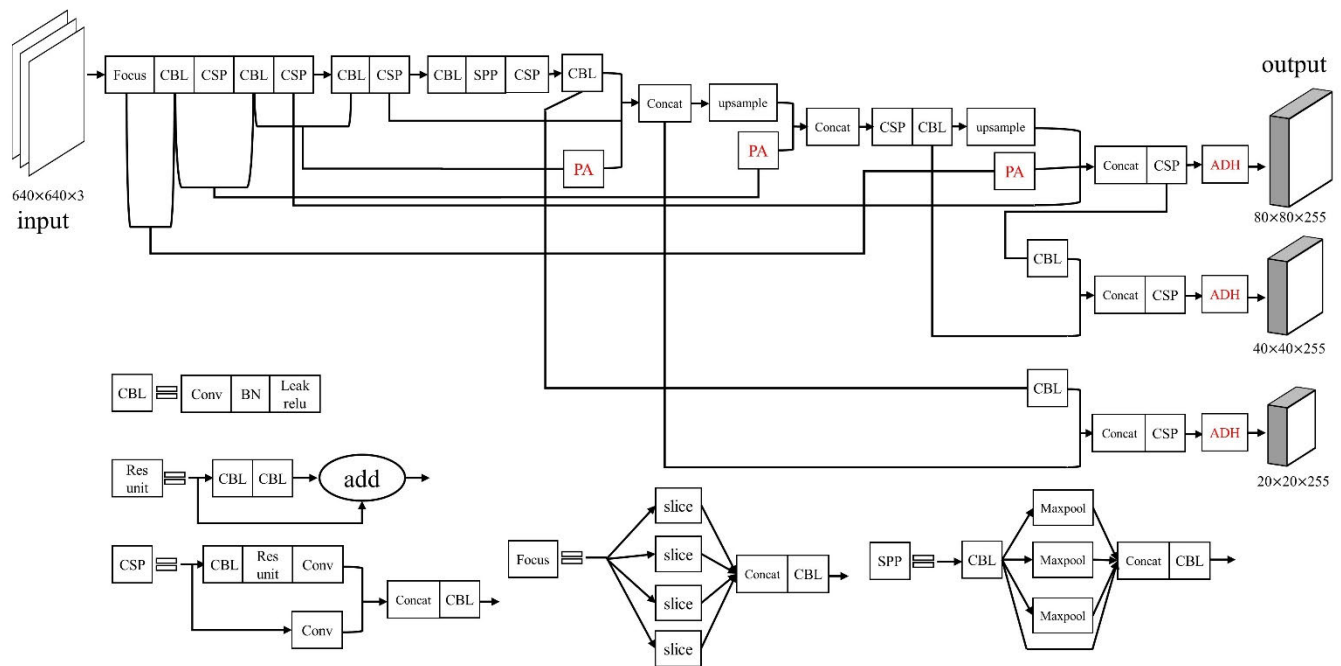 640×640×3
input
Focus CBL CSP CBL CSP
CBL CSP
CBL SPP CSP
CBL
Concat
upsample
PA
PA
Concat
CSP CBL
upsample
PA
Concat CSP
ADH
output
80×80×255
CBL
Concat CSP
ADH
40×40×255
CBL
Concat CSP
ADH
20×20×255
CBL
Conv BN Leak
relu
Res
unit
CBL CBL
add
CSP
CBL Res
unit Conv
Conv
Concat CBL
Focus
slice
slice
slice
slice
Concat CBL
SPP
CBL
Maxpool
Maxpool
Maxpool
Concat CBL